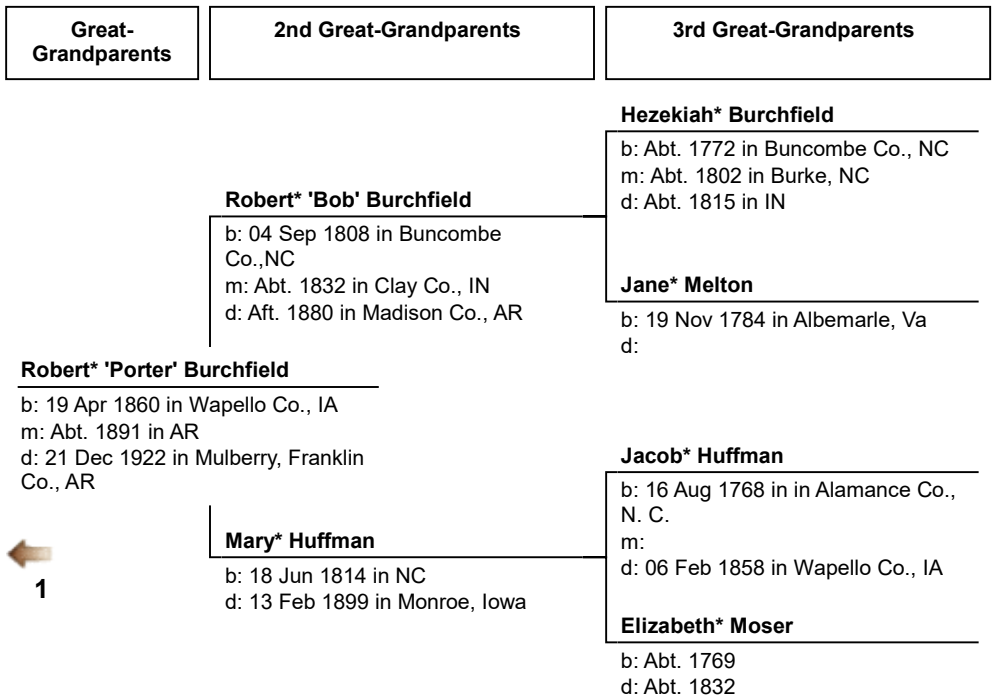 Great-
Grandparents
2nd Great-Grandparents
3rd Great-Grandparents
Hezekiah* Burchfield
b: Abt. 1772 in Buncombe Co., NC
m: Abt. 1802 in Burke, NC
d: Abt. 1815 in IN
Robert* 'Bob' Burchfield
b: 04 Sep 1808 in Buncombe
Co.,NC
m: Abt. 1832 in Clay Co., IN
d: Aft. 1880 in Madison Co., AR
Jane* Melton
b: 19 Nov 1784 in Albemarle, Va
d:
Robert* 'Porter' Burchfield
b: 19 Apr 1860 in Wapello Co., IA
m: Abt. 1891 in AR
d: 21 Dec 1922 in Mulberry, Franklin
Co., AR
Jacob* Huffman
b: 16 Aug 1768 in in Alamance Co.,
N. C.
m:
d: 06 Feb 1858 in Wapello Co., IA
Mary* Huffman
b: 18 Jun 1814 in NC
d: 13 Feb 1899 in Monroe, Iowa
1
Elizabeth* Moser
b: Abt. 1769
d: Abt. 1832